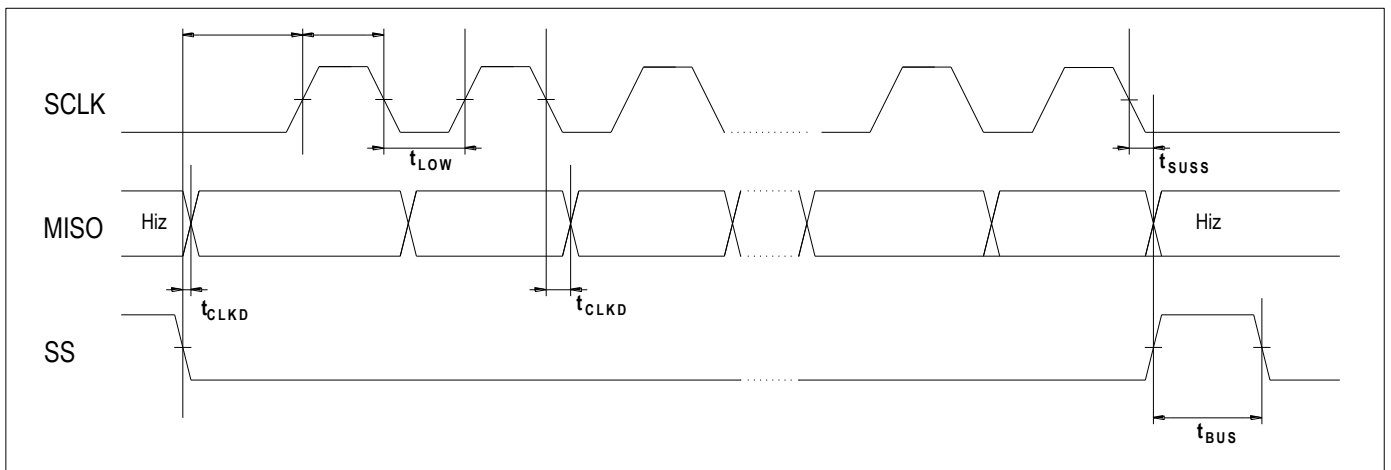 SCLK
tLOW
tSUSS
MISO
Hiz
Hiz
tCLKD
tCLKD
SS
tBUS